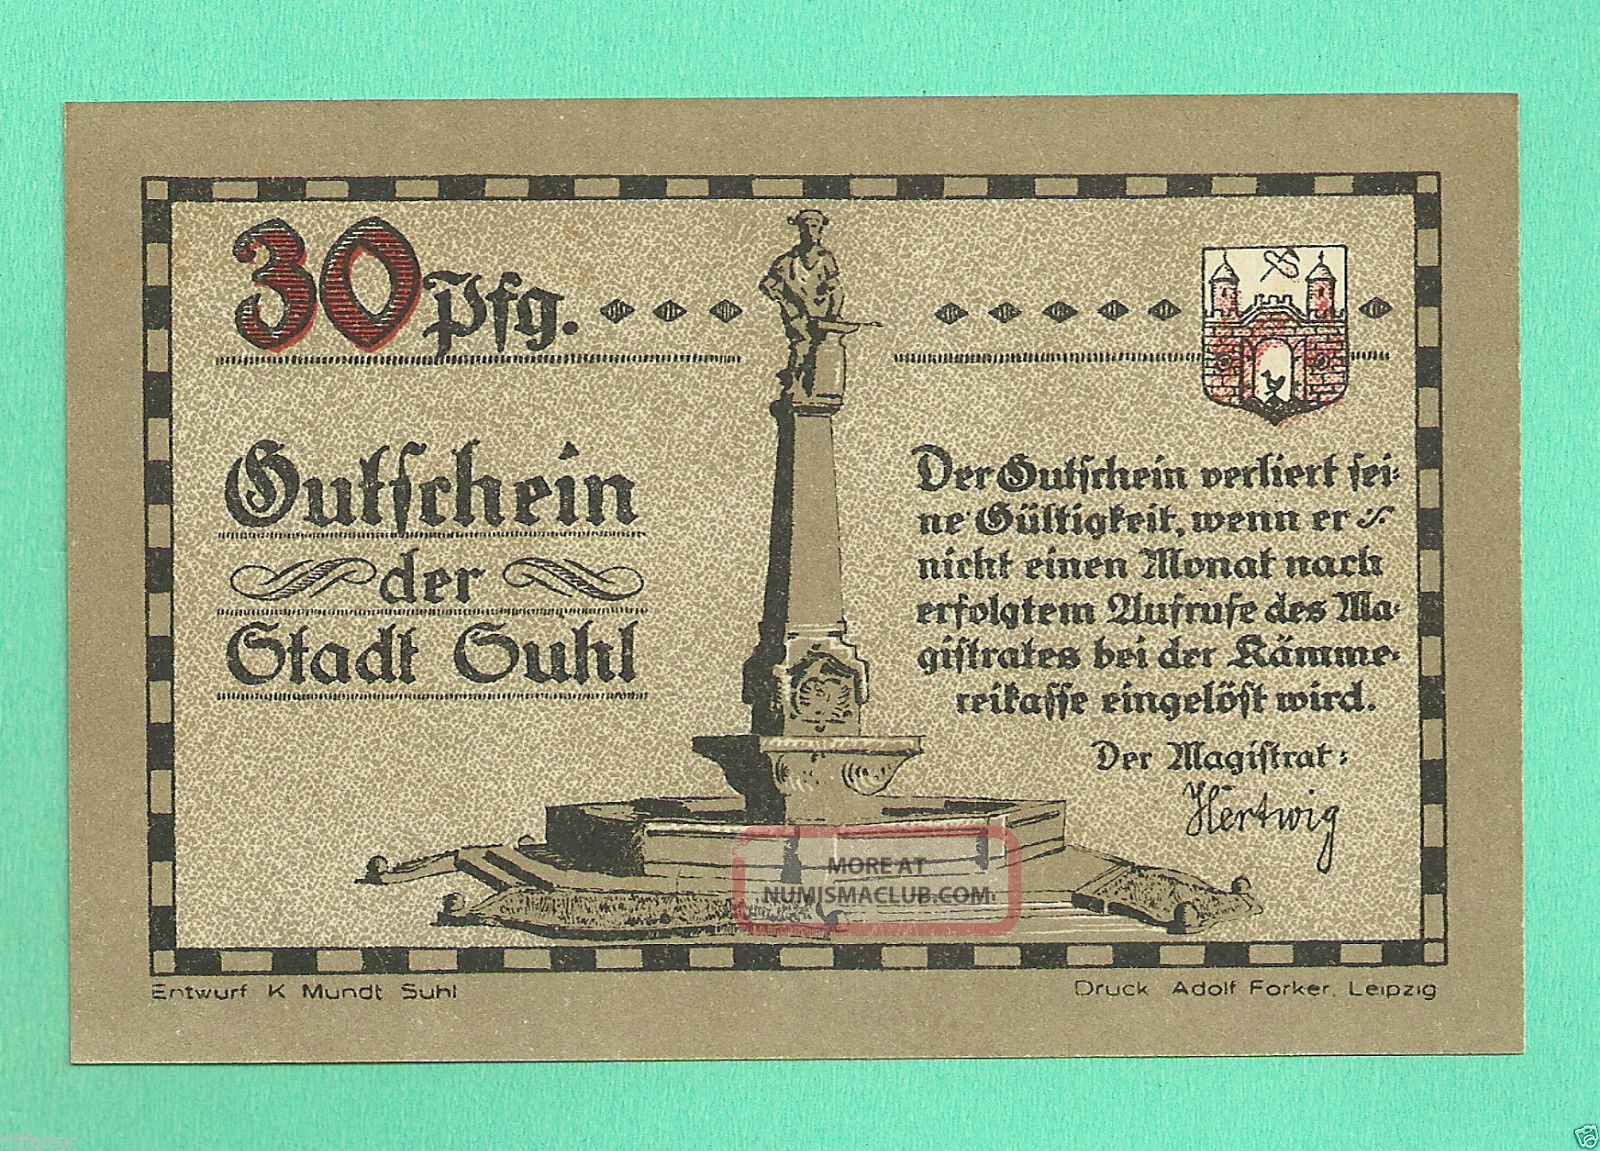 30 Pfg.
Gutschein
der
Stadt Suhl
Der Gutschein verliert sei=
ne Gültigkeit, wenn er
nicht einen Monat nach
erfolgtem Aufrufe des Ma=
gistrates bei der Kämme=
reikasse eingelöst wird.
Der Magistrat:
Hertwig
MORE AT
NUMISMACLUB.COM
Entwurf K Mundt Suhl
Druck Adolf Forker, Leipzig